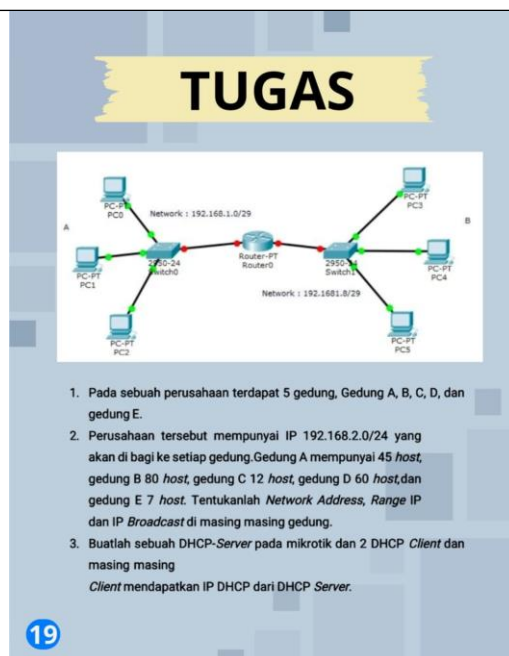 TUGAS
PC-PT
PC0
Network : 192.168.1.0/29
PC-PT
PC3
A
B
2950-24
Switch0
Router-PT
Router0
2950-24
Switch1
PC-PT
PC1
PC-PT
PC4
Network : 192.1681.8/29
PC-PT
PC2
PC-PT
PC5
1. Pada sebuah perusahaan terdapat 5 gedung, Gedung A, B, C, D, dan
gedung E.
2. Perusahaan tersebut mempunyai IP 192.168.2.0/24 yang
akan di bagi ke setiap gedung.Gedung A mempunyai 45 host,
gedung B 80 host, gedung C 12 host, gedung D 60 host,dan
gedung E 7 host. Tentukanlah Network Address, Range IP
dan IP Broadcast di masing masing gedung.
3. Buatlah sebuah DHCP-Server pada mikrotik dan 2 DHCP Client dan
masing masing
Client mendapatkan IP DHCP dari DHCP Server.
19